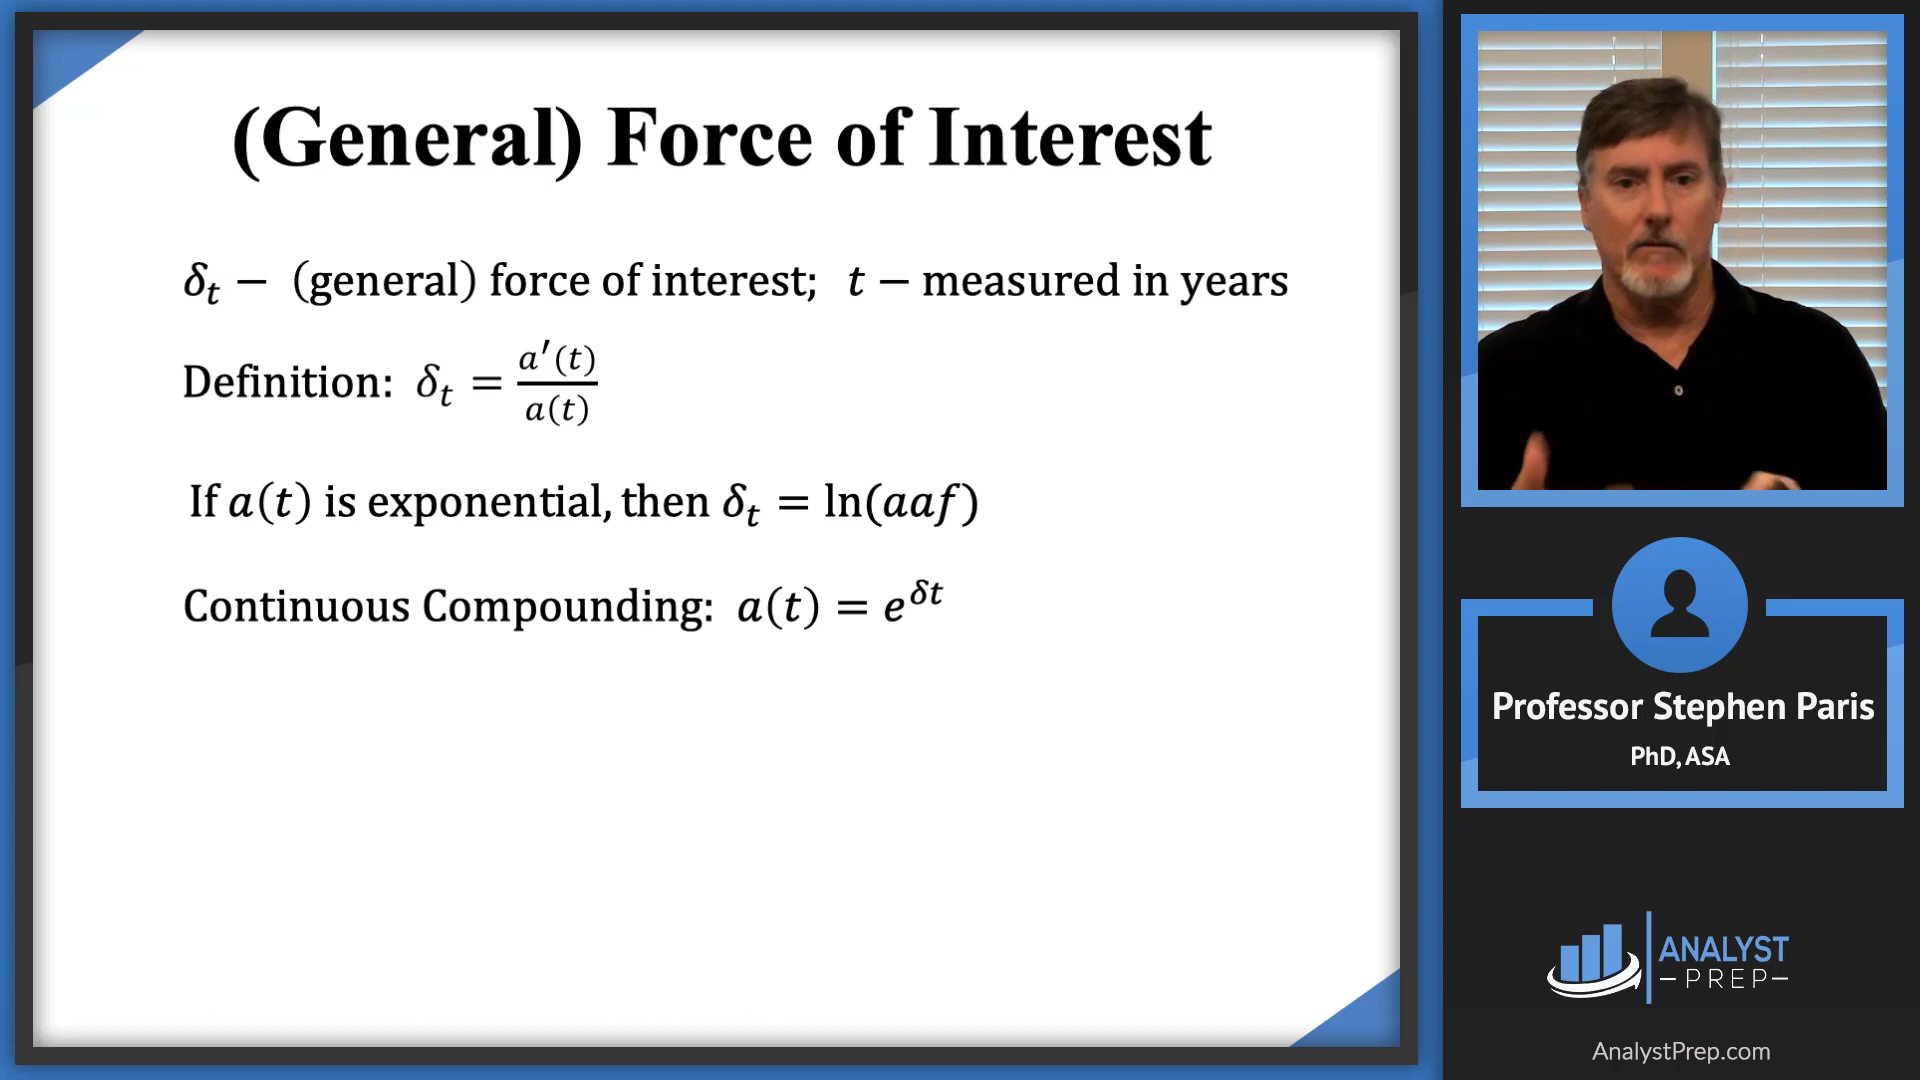 (General) Force of Interest
δₜ − (general) force of interest; t − measured in years
Definition: δₜ = a′(t)/a(t)
If a(t) is exponential, then δₜ = ln(aaf)
Continuous Compounding: a(t) = e^{δt}
Professor Stephen Paris
PhD, ASA
ANALYST
PREP
AnalystPrep.com